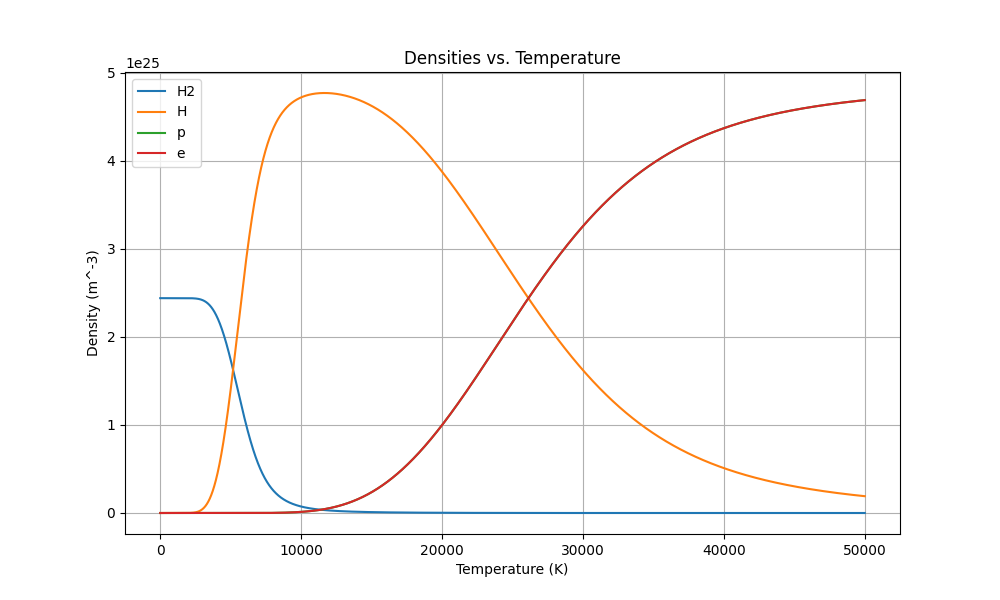 Densities vs. Temperature
1e25
5
4
3
2
1
0
Density (m^-3)
H2
H
p
e
0 10000 20000 30000 40000 50000
Temperature (K)